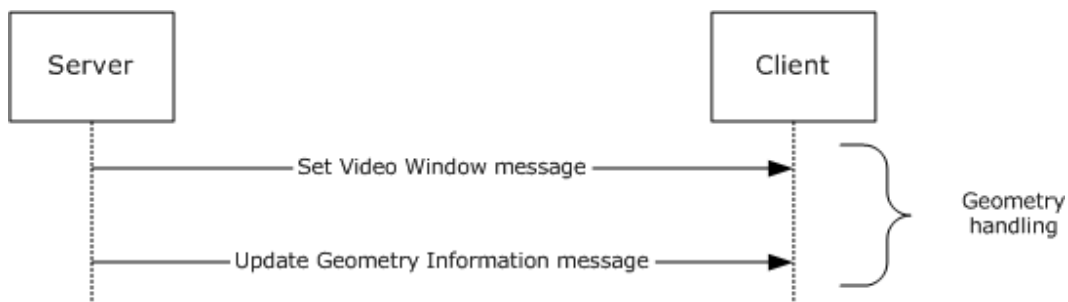 Server
Client
Set Video Window message
Geometry
handling
Update Geometry Information message